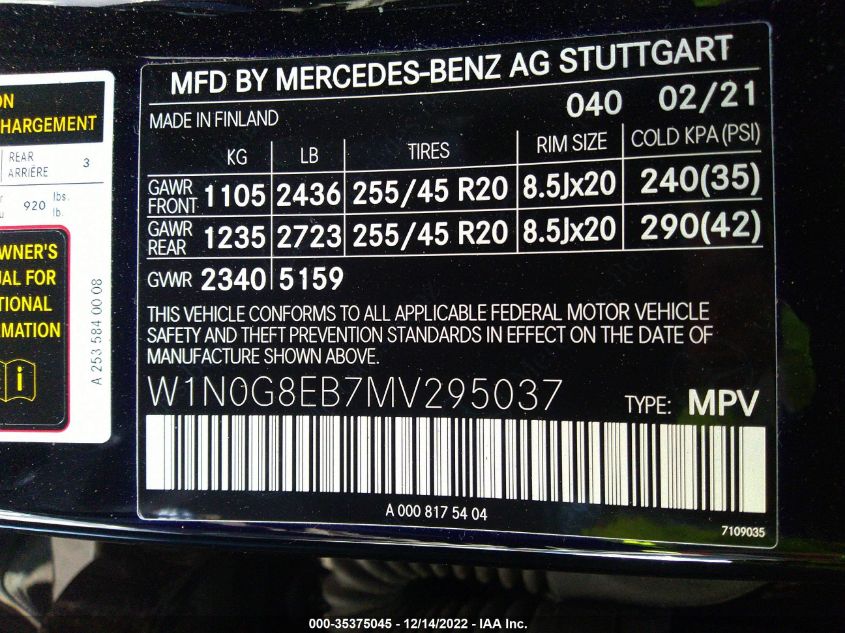 ON
HARGEMENT
REAR
ARRIÈRE 3
920 lbs.
lb.
WNER'S
UAL FOR
TIONAL
RMATION
A 253 584 00 08
MFD BY MERCEDES-BENZ AG STUTTGART
MADE IN FINLAND 040 02/21
KG LB TIRES RIM SIZE COLD KPA (PSI)
GAWR FRONT 1105 2436 255/45 R20 8.5Jx20 240(35)
GAWR REAR 1235 2723 255/45 R20 8.5Jx20 290(42)
GVWR 2340 5159
THIS VEHICLE CONFORMS TO ALL APPLICABLE FEDERAL MOTOR VEHICLE
SAFETY AND THEFT PREVENTION STANDARDS IN EFFECT ON THE DATE OF
MANUFACTURE SHOWN ABOVE.
W1N0G8EB7MV295037 TYPE: MPV
A 000 817 54 04
7109035
000-35375045 - 12/14/2022 - IAA Inc.